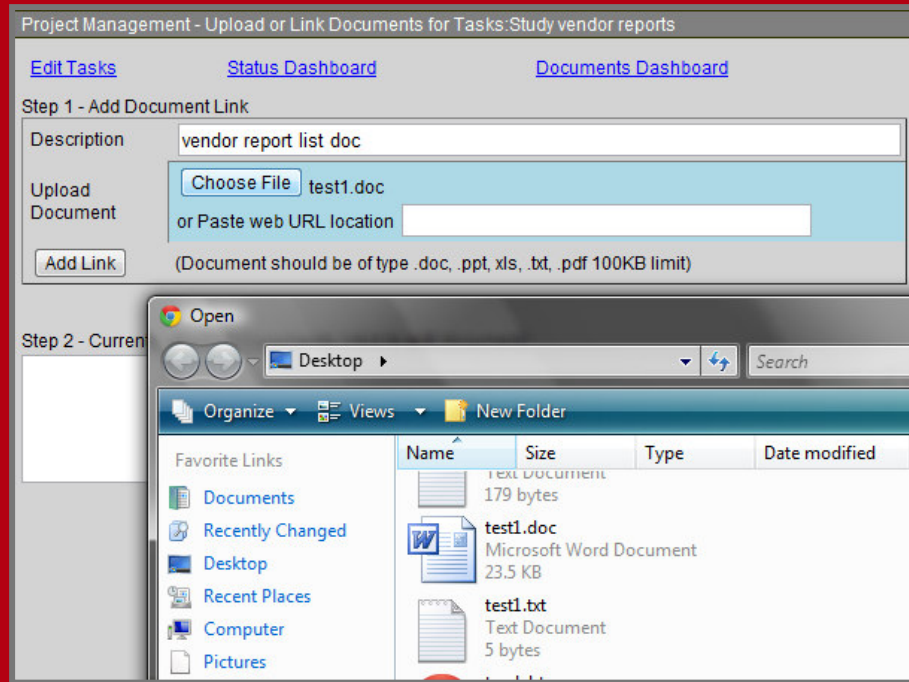 Project Management - Upload or Link Documents for Tasks:Study vendor reports
Edit Tasks Status Dashboard Documents Dashboard
Step 1 - Add Document Link
Description vendor report list doc
Upload Document Choose File test1.doc
or Paste web URL location
Add Link (Document should be of type .doc, .ppt, xls, .txt, .pdf 100KB limit)
Step 2 - Current
Open
Desktop Search
Organize Views New Folder
Favorite Links
Documents
Recently Changed
Desktop
Recent Places
Computer
Pictures
Name Size Type Date modified
Text Document
179 bytes
test1.doc
Microsoft Word Document
23.5 KB
test1.txt
Text Document
5 bytes